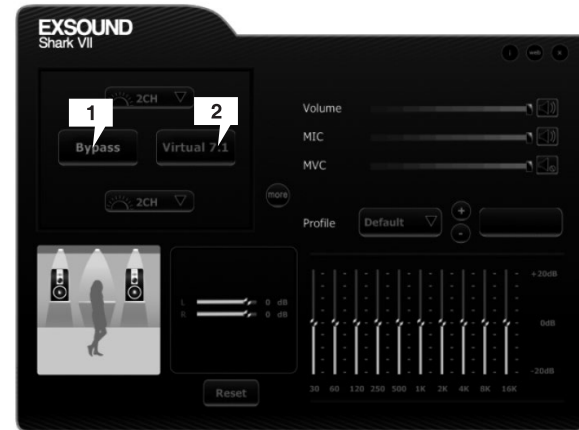 EXSOUND
Shark VII
i web x
2CH
1 2
Bypass Virtual 7.1
2CH
more
Volume
MIC
MVC
Profile Default + -
L 0 dB
R 0 dB
Reset
+20dB
0dB
-20dB
30 60 120 250 500 1K 2K 4K 8K 16K